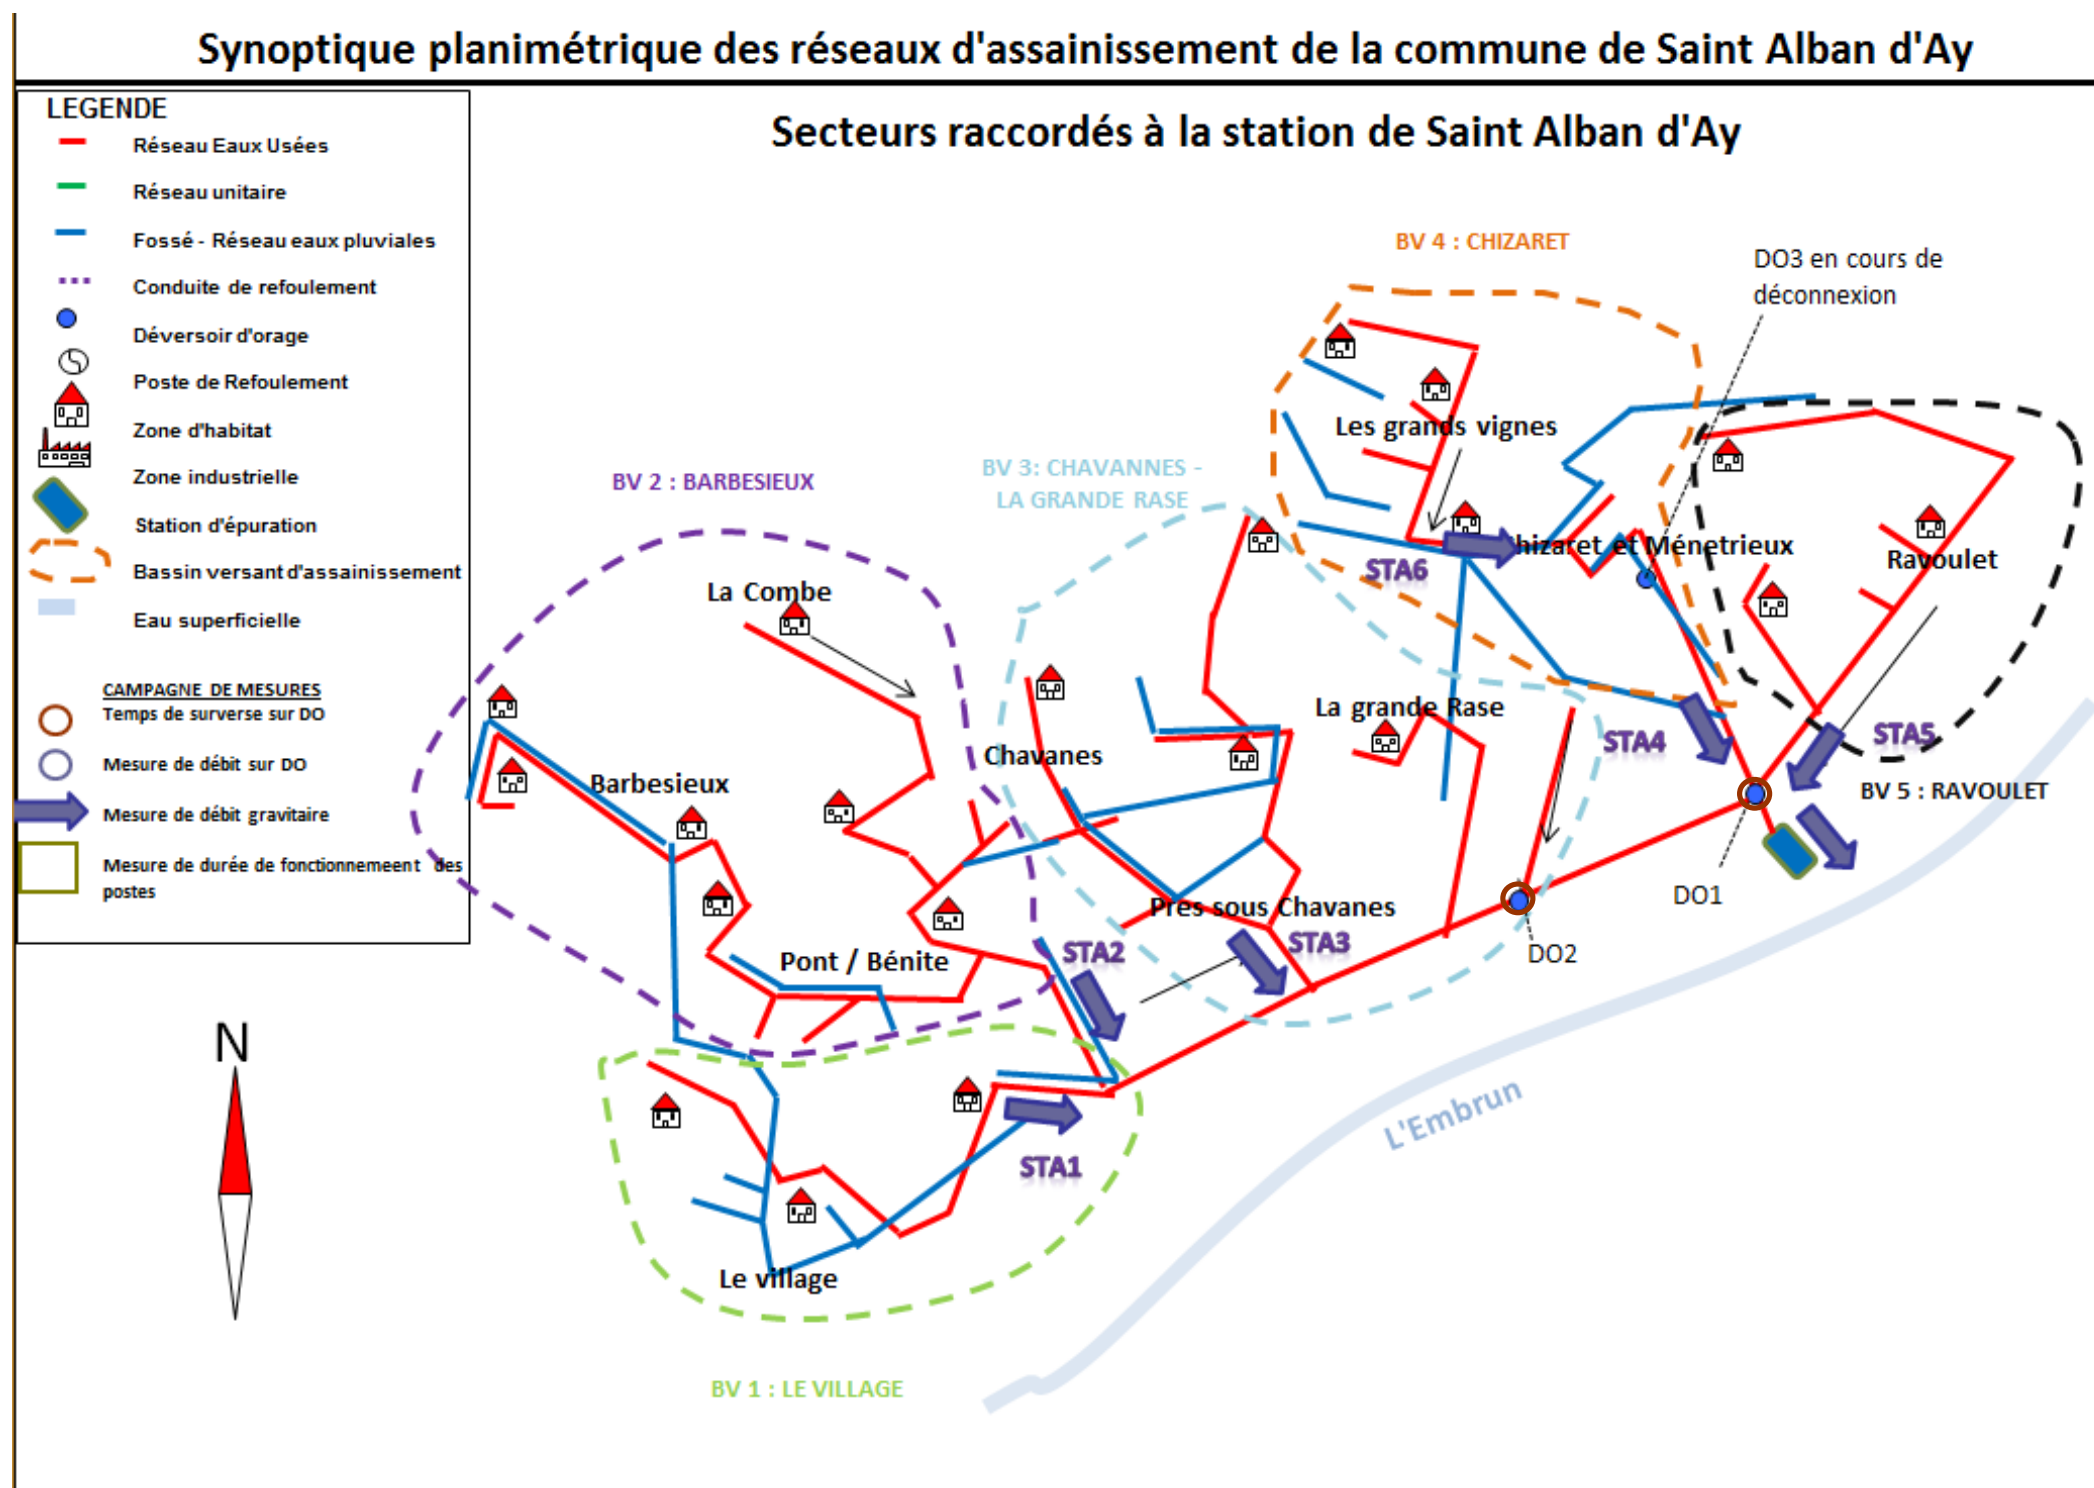 Synoptique planimétrique des réseaux d'assainissement de la commune de Saint Alban d'Ay
Secteurs raccordés à la station de Saint Alban d'Ay
LEGENDE
Réseau Eaux Usées
Réseau unitaire
Fossé - Réseau eaux pluviales
Conduite de refoulement
Déversoir d'orage
Poste de Refoulement
Zone d'habitat
Zone industrielle
Station d'épuration
Bassin versant d'assainissement
Eau superficielle
CAMPAGNE DE MESURES
Temps de surverse sur DO
Mesure de débit sur DO
Mesure de débit gravitaire
Mesure de durée de fonctionnemeent des
postes
N
BV 4 : CHIZARET
DO3 en cours de
déconnexion
Les grands vignes
BV 3: CHAVANNES -
LA GRANDE RASE
BV 2 : BARBESIEUX
hizaret et Ménetrieux
Ravoulet
STA6
La Combe
La grande Rase
STA4
STA5
Chavanes
Barbesieux
BV 5 : RAVOULET
DO1
Pres sous Chavanes
STA3
STA2
DO2
Pont / Bénite
L'Embrun
STA1
Le village
BV 1 : LE VILLAGE